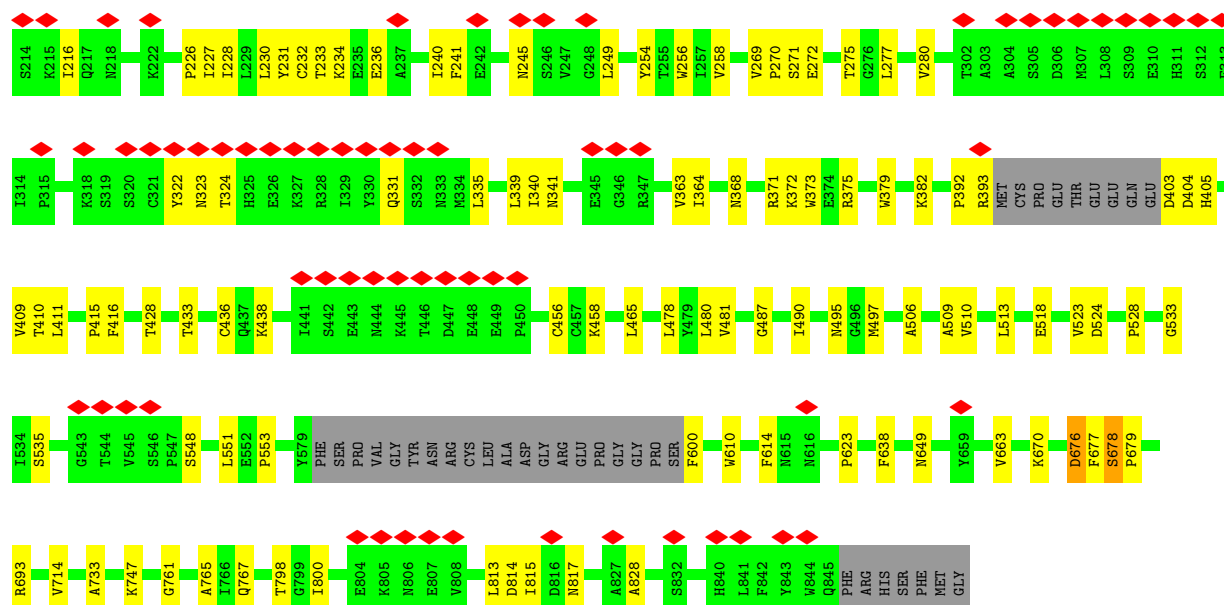 S214 K215 I216 Q217 N218 K222 P226 I227 I228 L229 L230 Y231 C232 T233 K234 E235 E236 A237 I240 F241 E242 N245 S246 V247 G248 L249 Y254 T255 W256 I257 V258 V269 P270 S271 E272 T275 G276 L277 V280 T302 A303 A304 S305 D306 M307 L308 S309 E310 H311 S312
I314 P315 K318 S319 S320 C321 Y322 N323 T324 H325 E326 K327 R328 I329 Y330 Q331 S332 N333 M334 L335 L339 I340 N341 E345 G346 R347 V363 I364 N368 R371 K372 W373 E374 R375 W379 K382 P392 R393 MET CYS PRO GLU THR GLU GLU GLN GLU D403 D404 H405
V409 T410 L411 P415 F416 T428 T433 C436 Q437 K438 I441 S442 E443 N444 K445 T446 D447 E448 E449 P450 C456 C457 K458 L465 L478 Y479 L480 V481 G487 I490 N495 G496 M497 A506 A509 V510 L513 E518 V523 D524 P528 G533
I534 S535 G543 T544 V545 S546 P547 S548 L551 E552 P553 Y579 PHE SER PRO VAL GLY TYR ASN ARG CYS LEU ALA ASP GLY ARG GLU PRO GLY GLY PRO SER F600 W610 F614 N615 N616 P623 F638 N649 Y659 V663 K670 D676 F677 S678 P679
R693 V714 A733 K747 G761 A765 I766 Q767 T798 G799 I800 E804 K805 N806 E807 V808 L813 D814 I815 D816 N817 A827 A828 S832 H840 L841 F842 Y843 W844 Q845 PHE ARG HIS SER PHE MET GLY